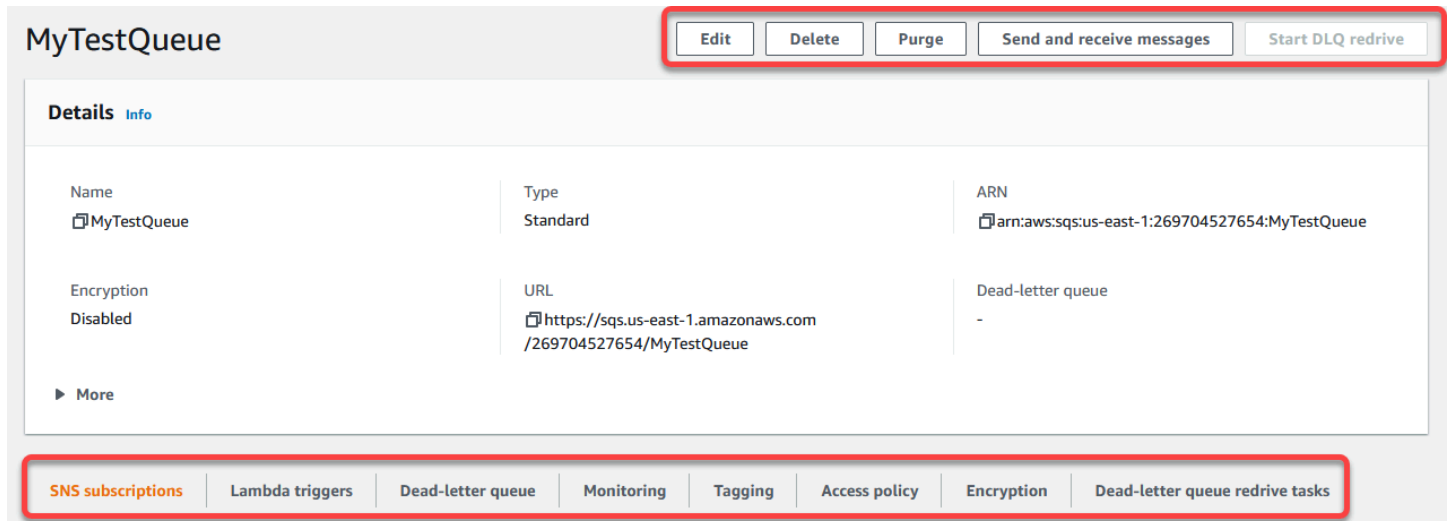 MyTestQueue
Edit Delete Purge Send and receive messages Start DLQ redrive
Details Info
Name Type ARN
MyTestQueue Standard arn:aws:sqs:us-east-1:269704527654:MyTestQueue
Encryption URL Dead-letter queue
Disabled https://sqs.us-east-1.amazonaws.com -
/269704527654/MyTestQueue
More
SNS subscriptions Lambda triggers Dead-letter queue Monitoring Tagging Access policy Encryption Dead-letter queue redrive tasks